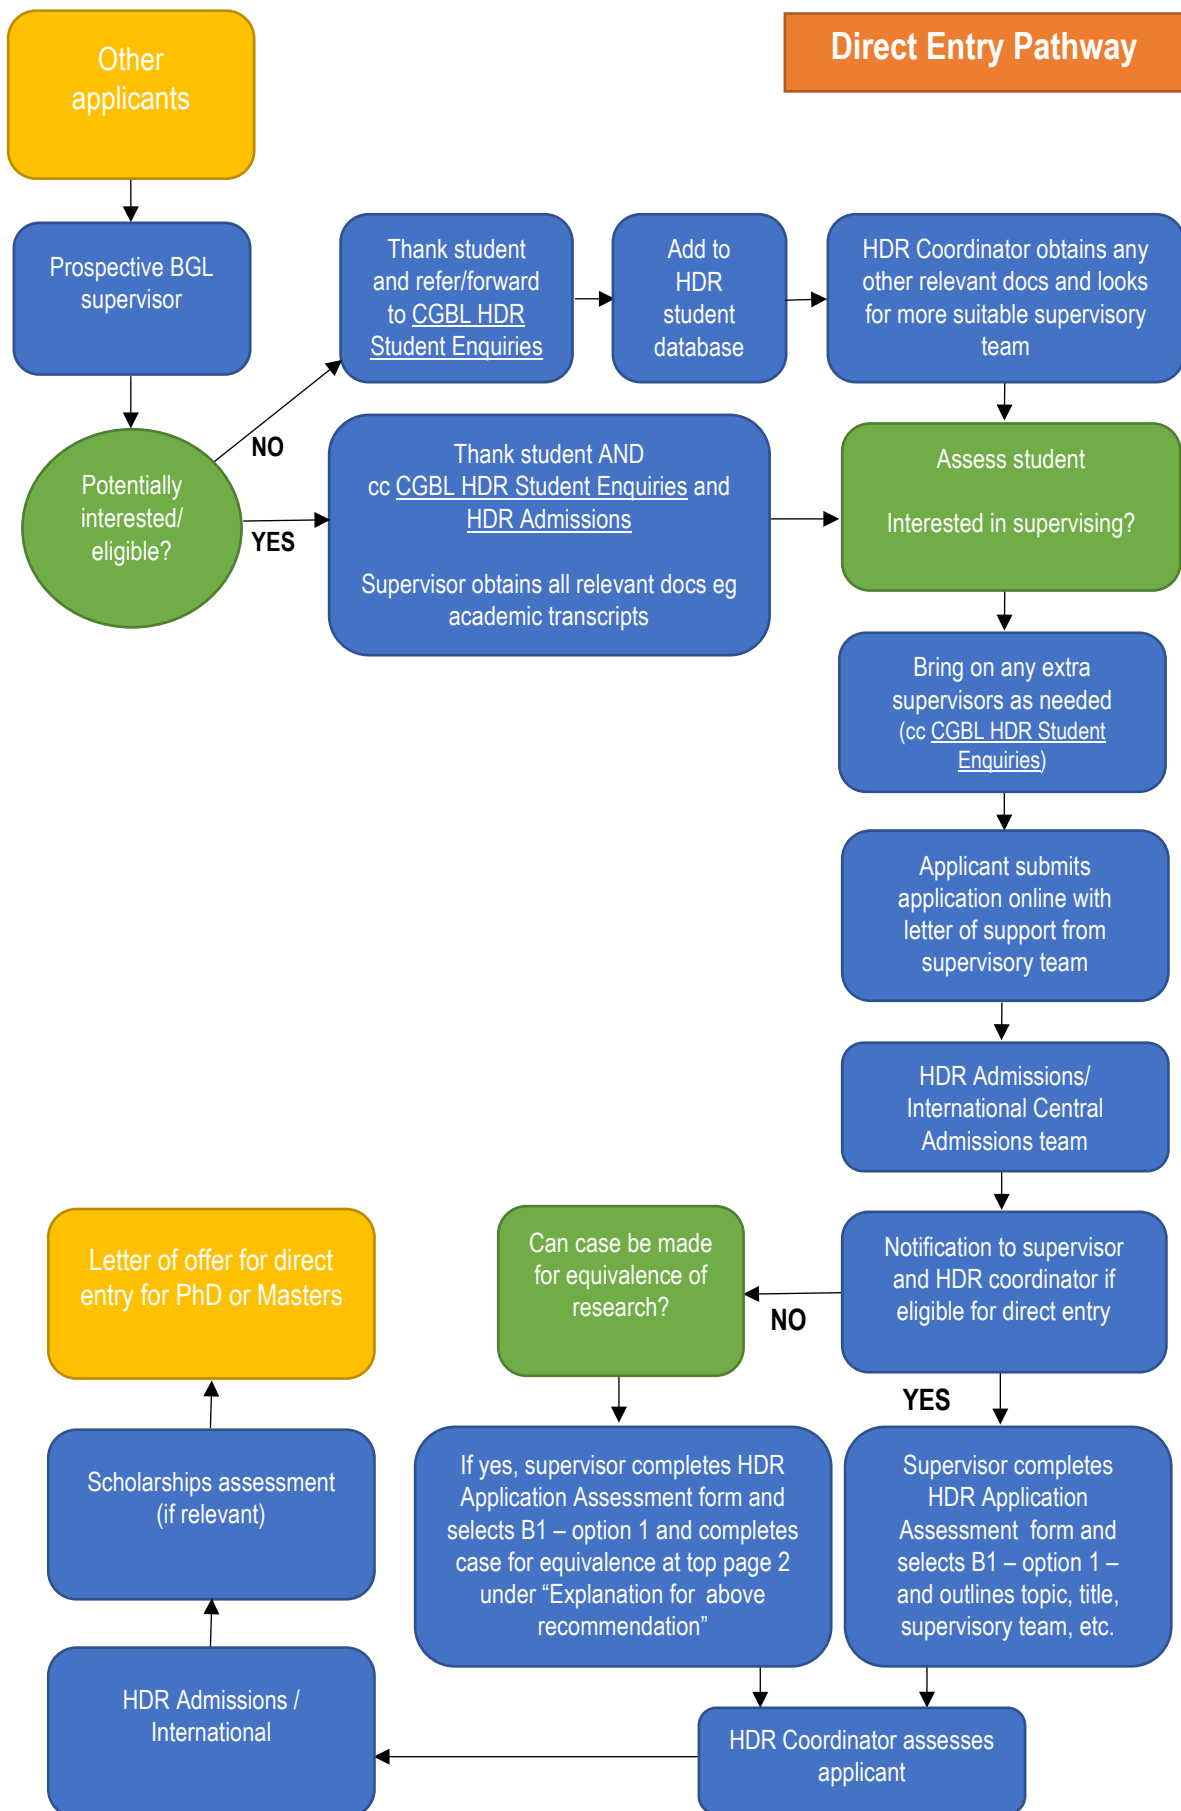 Direct Entry Pathway
Other
applicants
Prospective BGL
supervisor
Thank student
and refer/forward
to CGBL HDR
Student Enquiries
Add to
HDR
student
database
HDR Coordinator obtains any
other relevant docs and looks
for more suitable supervisory
team
NO
Potentially
interested/
eligible?
YES
Thank student AND
cc CGBL HDR Student Enquiries and
HDR Admissions
Supervisor obtains all relevant docs eg
academic transcripts
Assess student
Interested in supervising?
Bring on any extra
supervisors as needed
(cc CGBL HDR Student
Enquiries)
Applicant submits
application online with
letter of support from
supervisory team
HDR Admissions/
International Central
Admissions team
Notification to supervisor
and HDR coordinator if
eligible for direct entry
NO
Can case be made
for equivalence of
research?
YES
If yes, supervisor completes HDR
Application Assessment form and
selects B1 – option 1 and completes
case for equivalence at top page 2
under “Explanation for above
recommendation”
Supervisor completes
HDR Application
Assessment form and
selects B1 – option 1 –
and outlines topic, title,
supervisory team, etc.
HDR Coordinator assesses
applicant
HDR Admissions /
International
Scholarships assessment
(if relevant)
Letter of offer for direct
entry for PhD or Masters